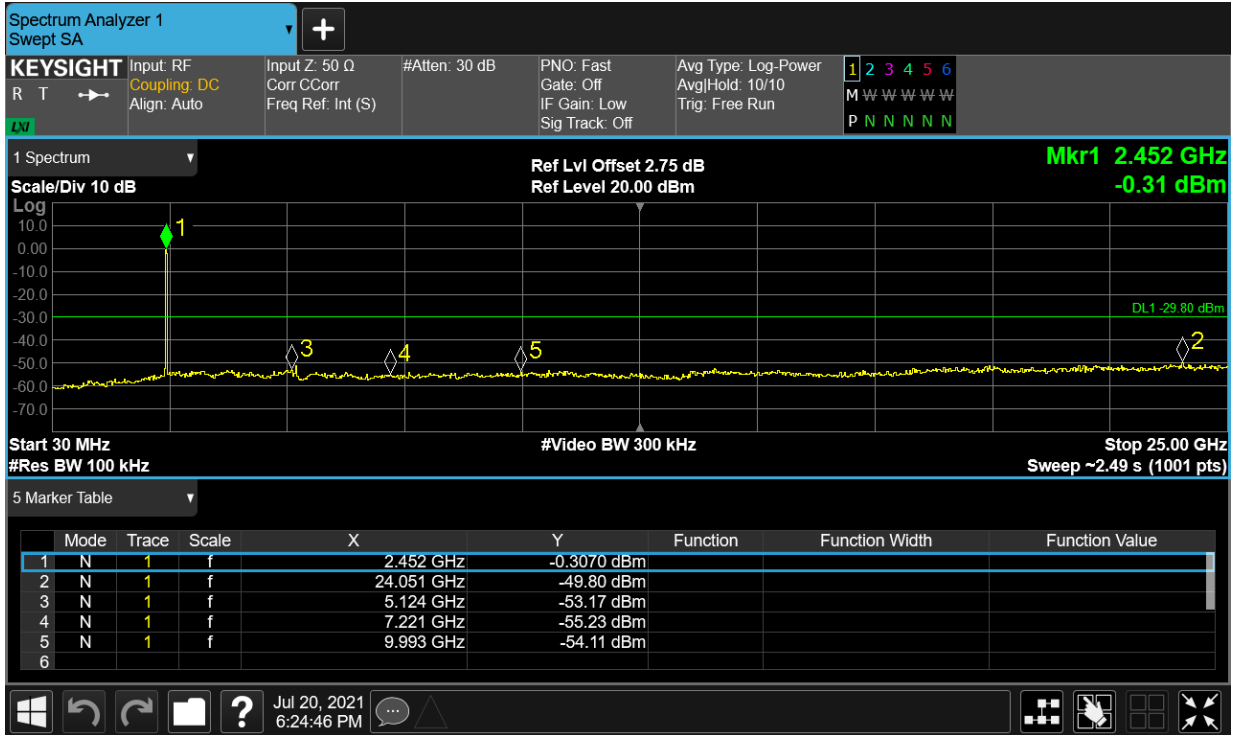 Spectrum Analyzer 1
Swept SA
KEYSIGHT
R T
LXI
Input: RF
Coupling: DC
Align: Auto
Input Z: 50 Ω
Corr CCorr
Freq Ref: Int (S)
#Atten: 30 dB
PNO: Fast
Gate: Off
IF Gain: Low
Sig Track: Off
Avg Type: Log-Power
Avg|Hold: 10/10
Trig: Free Run
1 2 3 4 5 6
M W W W W W
P N N N N N
1 Spectrum
Scale/Div 10 dB
Ref Lvl Offset 2.75 dB
Ref Level 20.00 dBm
Mkr1 2.452 GHz
-0.31 dBm
Log
10.0
0.00
-10.0
-20.0
-30.0
-40.0
-50.0
-60.0
-70.0
1
3
4
5
2
DL1 -29.80 dBm
Start 30 MHz
#Res BW 100 kHz
#Video BW 300 kHz
Stop 25.00 GHz
Sweep ~2.49 s (1001 pts)
5 Marker Table
Mode Trace Scale X Y Function Function Width Function Value
1 N 1 f 2.452 GHz -0.3070 dBm
2 N 1 f 24.051 GHz -49.80 dBm
3 N 1 f 5.124 GHz -53.17 dBm
4 N 1 f 7.221 GHz -55.23 dBm
5 N 1 f 9.993 GHz -54.11 dBm
6
?
Jul 20, 2021
6:24:46 PM